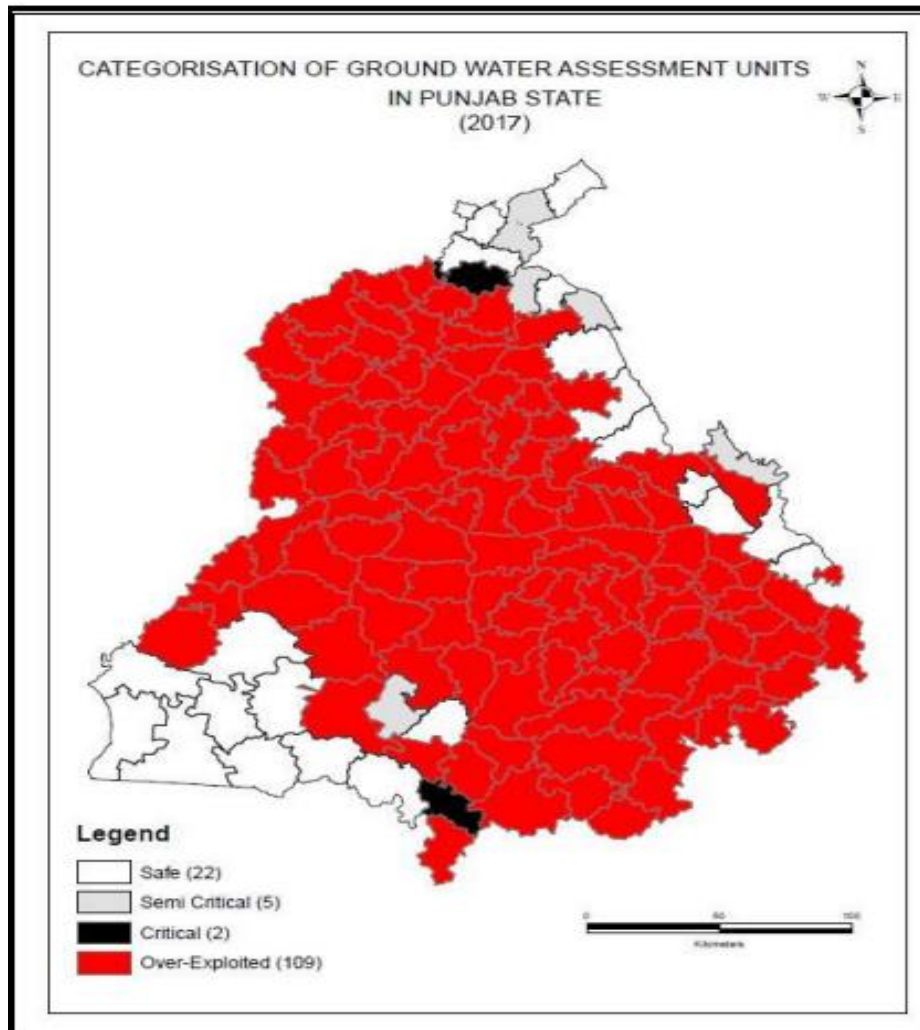 CATEGORISATION OF GROUND WATER ASSESSMENT UNITS
IN PUNJAB STATE
(2017)
N
W E
S
Legend
Safe (22)
Semi Critical (5)
Critical (2)
Over-Exploited (109)
0 50 100
Kilometers